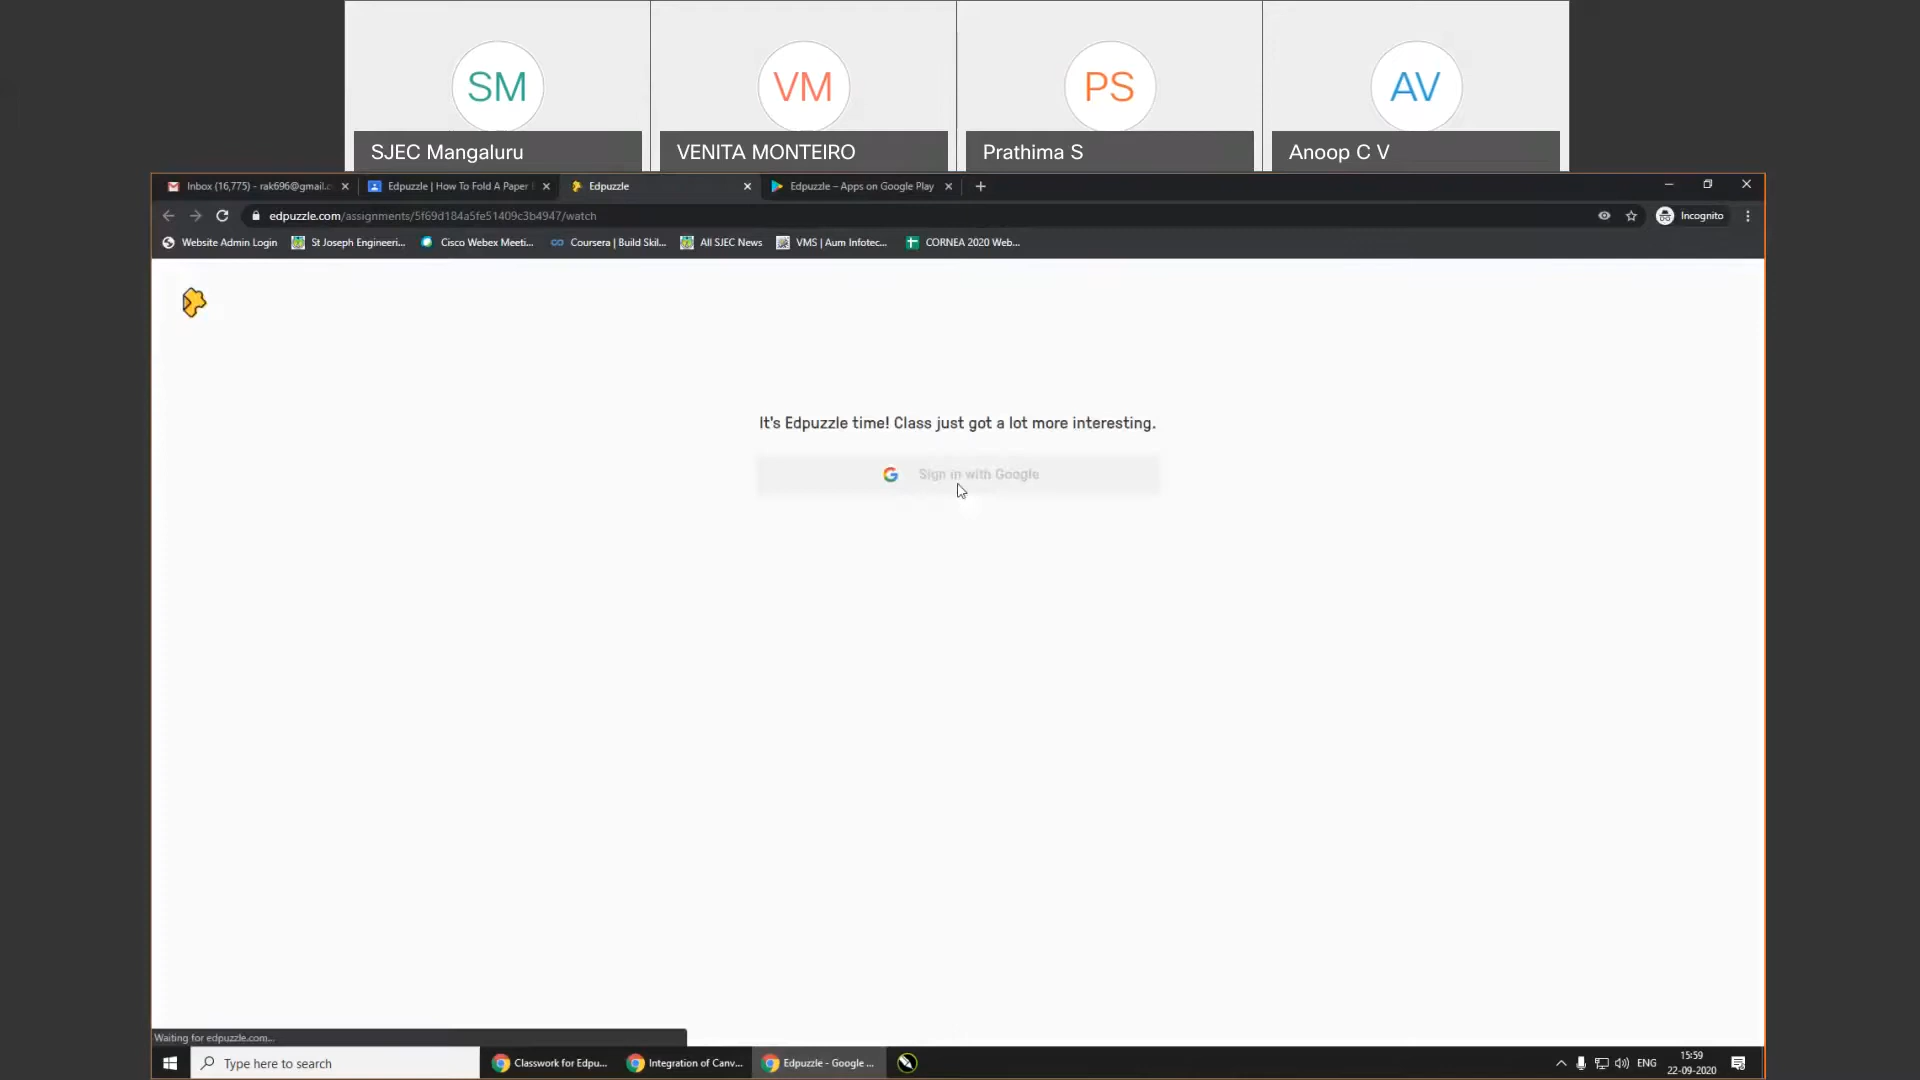 SM
VM
PS
AV
SJEC Mangaluru
VENITA MONTEIRO
Prathima S
Anoop C V
Inbox (16,775) - rak696@gmail.c
Edpuzzle | How To Fold A Paper
Edpuzzle
Edpuzzle – Apps on Google Play
edpuzzle.com/assignments/5f69d184a5fe51409c3b4947/watch
Incognito
Website Admin Login
St Joseph Engineeri...
Cisco Webex Meeti...
Coursera | Build Skil...
All SJEC News
VMS | Aum Infotec...
CORNEA 2020 Web...
It's Edpuzzle time! Class just got a lot more interesting.
Sign in with Google
Waiting for edpuzzle.com...
Type here to search
Classwork for Edpu...
Integration of Canv...
Edpuzzle - Google ...
ENG
15:59
22-09-2020